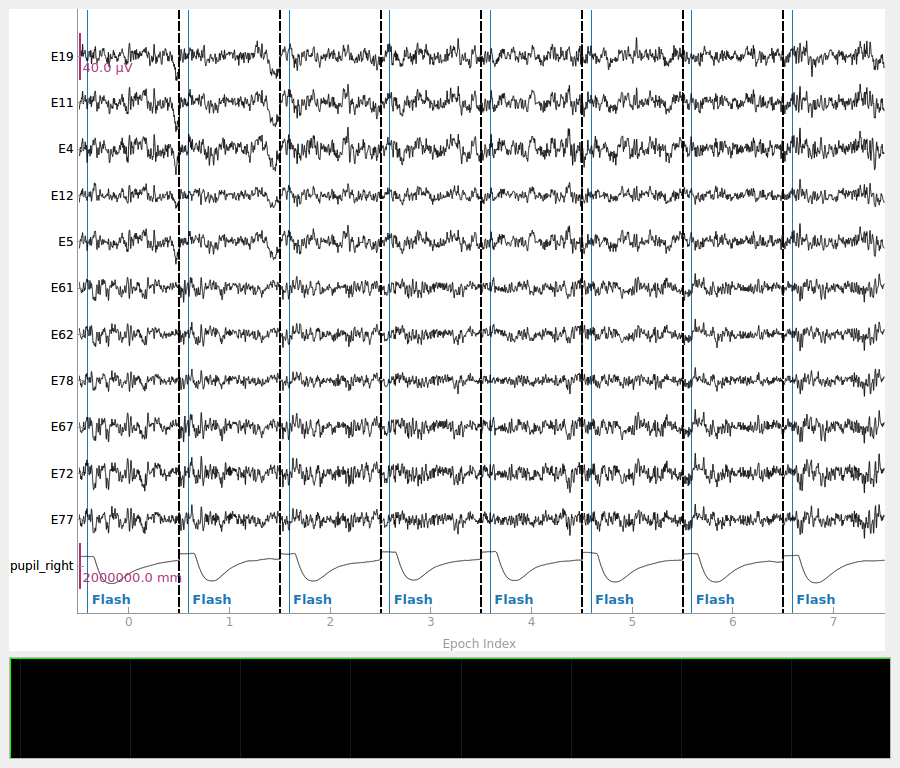 E19
40.0 µV
E11
E4
E12
E5
E61
E62
E78
E67
E72
E77
pupil_right
2000000.0 mm
Flash Flash Flash Flash Flash Flash Flash Flash
0 1 2 3 4 5 6 7
Epoch Index